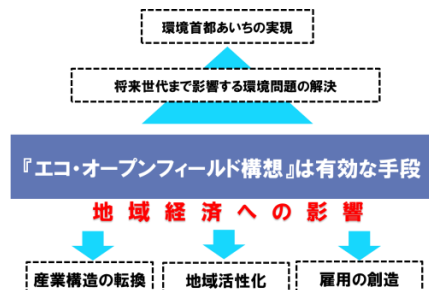 環境首都あいちの実現
将来世代まで影響する環境問題の解決
『エコ・オープンフィールド構想』は有効な手段
地域経済への影響
産業構造の転換
地域活性化
雇用の創造